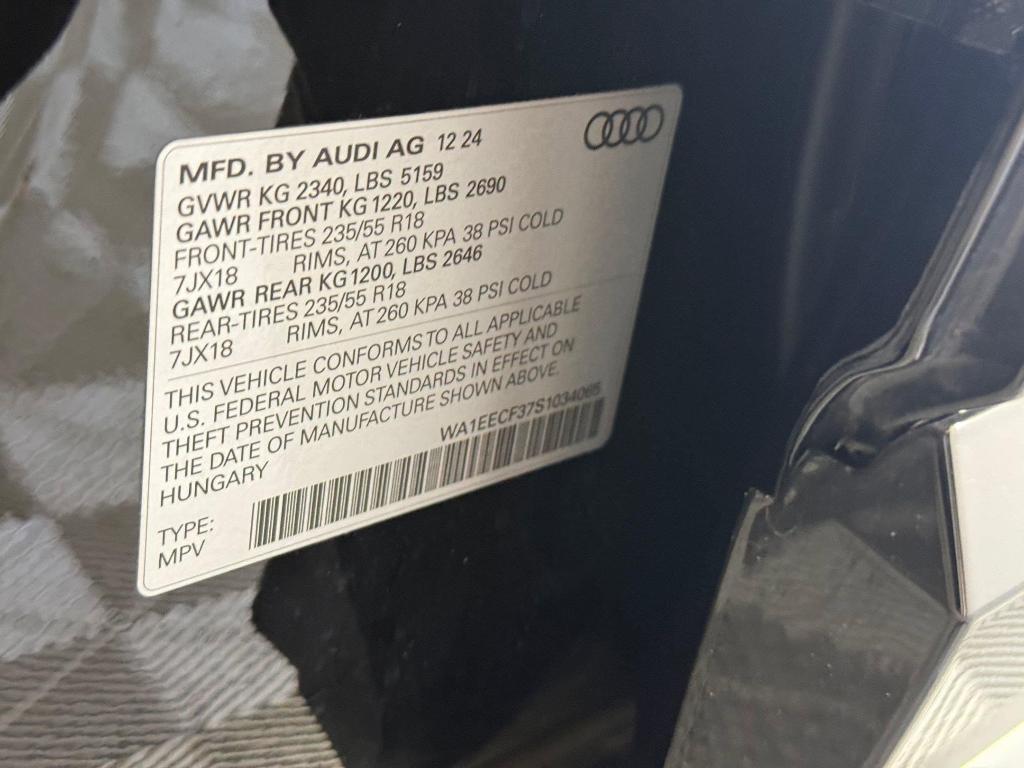 MFD. BY AUDI AG 12 24
GVWR KG 2340, LBS 5159
GAWR FRONT KG 1220, LBS 2690
FRONT-TIRES 235/55 R18
7JX18 RIMS, AT 260 KPA 38 PSI COLD
GAWR REAR KG 1200, LBS 2646
REAR-TIRES 235/55 R18
7JX18 RIMS, AT 260 KPA 38 PSI COLD
THIS VEHICLE CONFORMS TO ALL APPLICABLE
U.S. FEDERAL MOTOR VEHICLE SAFETY AND
THEFT PREVENTION STANDARDS IN EFFECT ON
THE DATE OF MANUFACTURE SHOWN ABOVE.
HUNGARY WA1EECF37S1034065
TYPE:
MPV